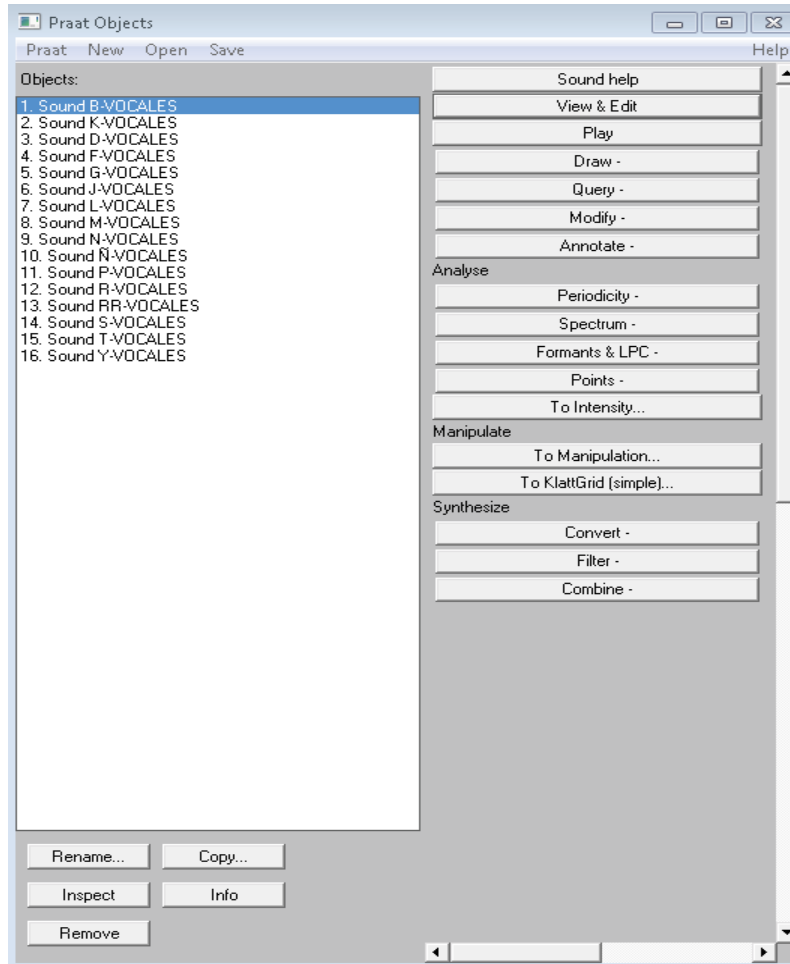 Praat Objects
Praat New Open Save Help
Objects:
1. Sound B-VOCALES
2. Sound K-VOCALES
3. Sound D-VOCALES
4. Sound F-VOCALES
5. Sound G-VOCALES
6. Sound J-VOCALES
7. Sound L-VOCALES
8. Sound M-VOCALES
9. Sound N-VOCALES
10. Sound Ñ-VOCALES
11. Sound P-VOCALES
12. Sound R-VOCALES
13. Sound RR-VOCALES
14. Sound S-VOCALES
15. Sound T-VOCALES
16. Sound Y-VOCALES
Sound help
View & Edit
Play
Draw -
Query -
Modify -
Annotate -
Analyse
Periodicity -
Spectrum -
Formants & LPC -
Points -
To Intensity...
Manipulate
To Manipulation...
To KlattGrid (simple)...
Synthesize
Convert -
Filter -
Combine -
Rename... Copy...
Inspect Info
Remove